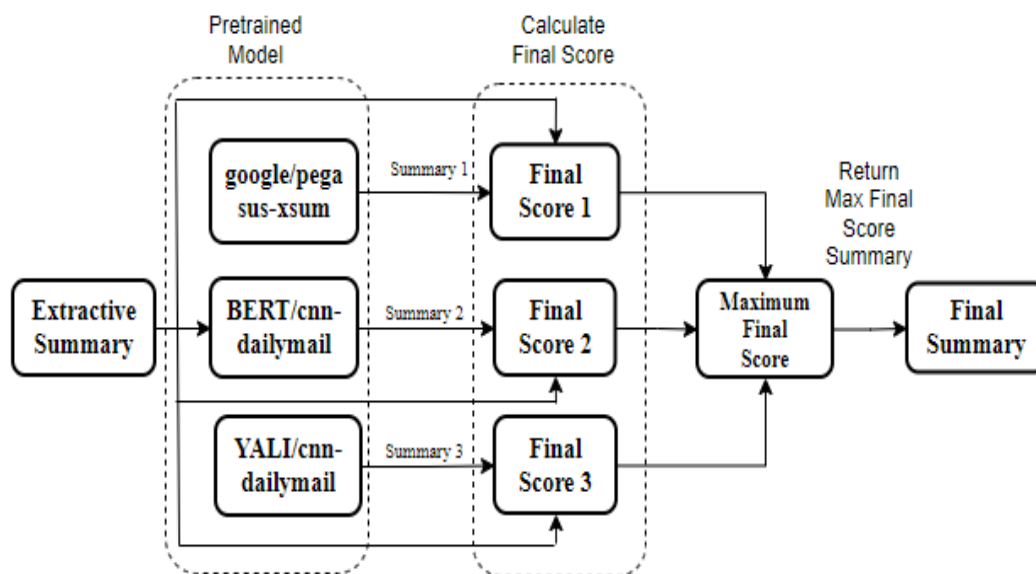 Pretrained
Model
Calculate
Final Score
google/pega
sus-xsum
Summary 1
Final
Score 1
Return
Max Final
Score
Summary
Extractive
Summary
BERT/cnn-
dailymail
Summary 2
Final
Score 2
Maximum
Final
Score
Final
Summary
YALI/cnn-
dailymail
Summary 3
Final
Score 3